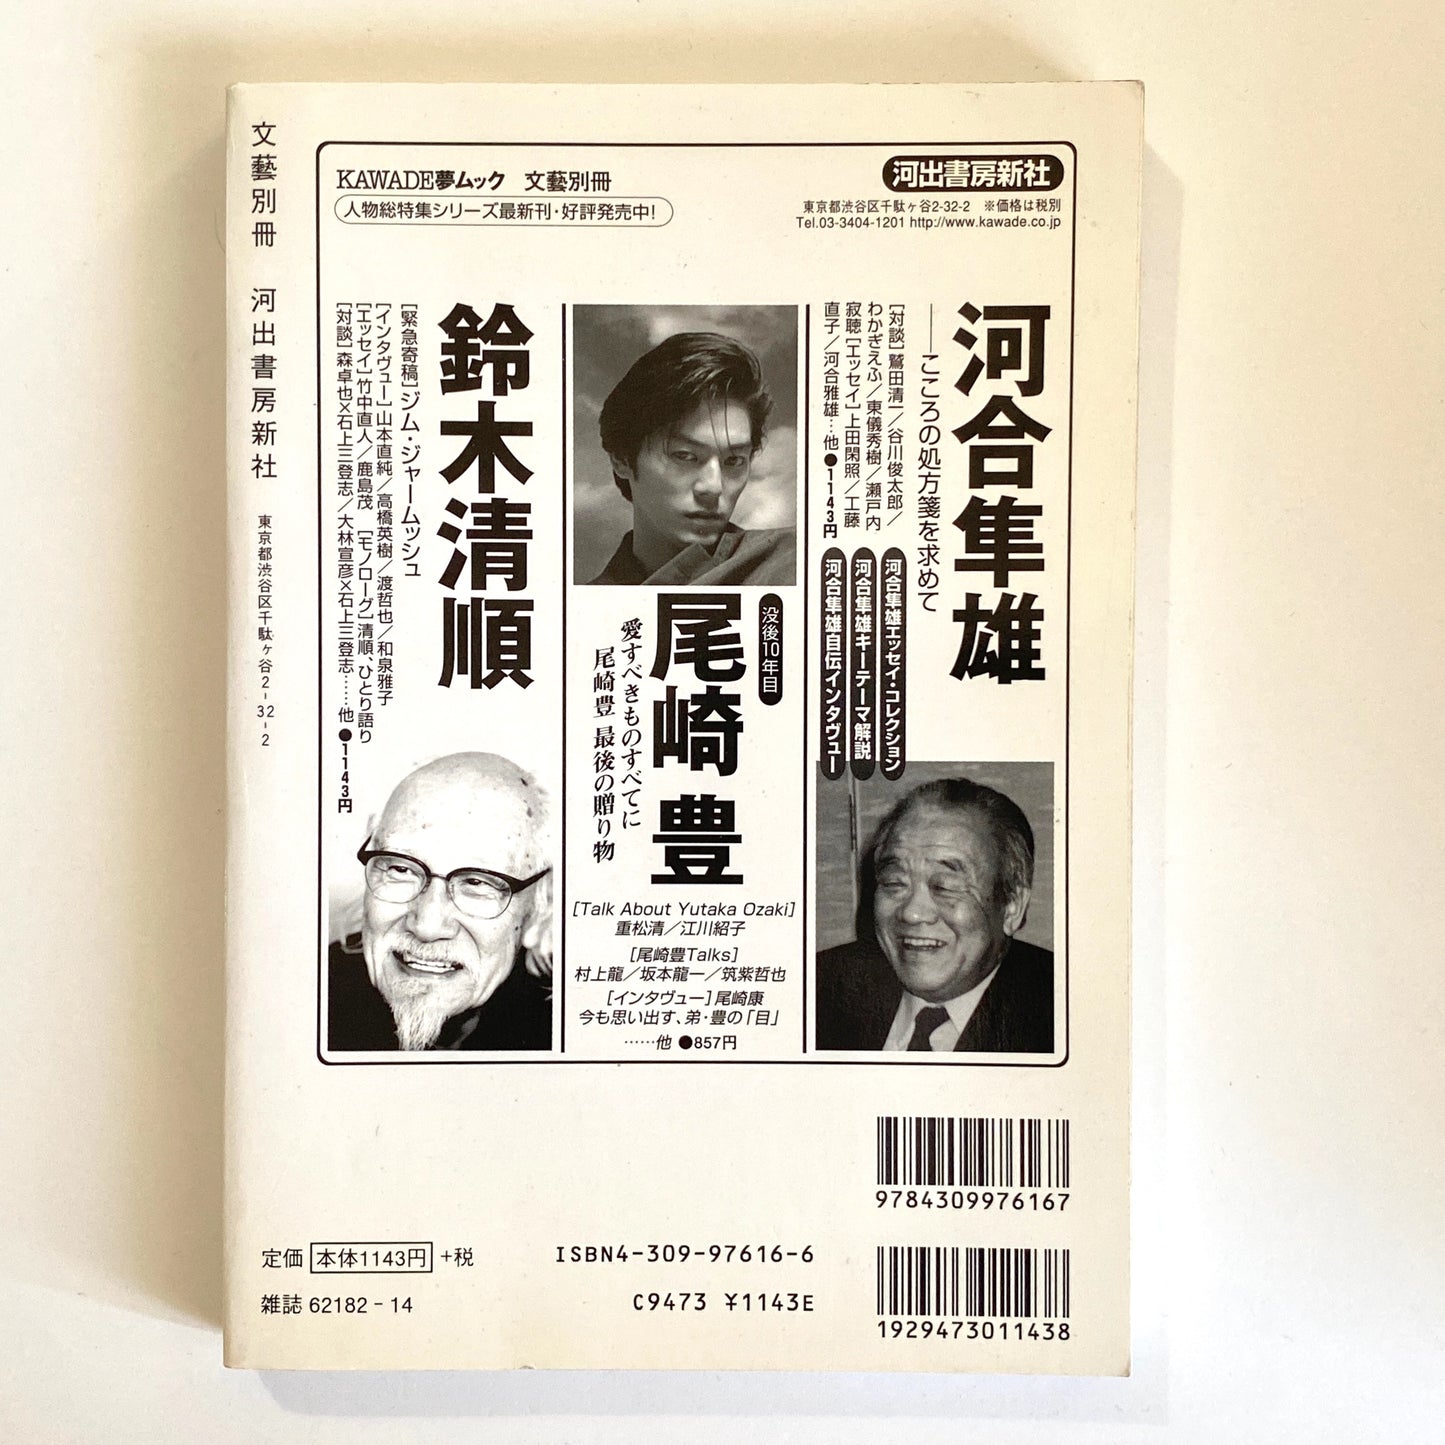 文藝別冊 河出書房新社 東京都渋谷区千駄ヶ谷2-32-2
KAWADE夢ムック 文藝別冊
人物総特集シリーズ最新刊・好評発売中!
河出書房新社
東京都渋谷区千駄ヶ谷2-32-2 ※価格は税別
Tel.03-3404-1201 http://www.kawade.co.jp
河合隼雄
──こころの処方箋を求めて
[対談]鷲田清一/谷川俊太郎/
わかぎえふ/東儀秀樹/瀬戸内
寂聴[エッセイ]上田閑照/工藤
直子/河合雅雄…他●1143円
河合隼雄エッセイ・コレクション
河合隼雄キーテーマ解説
河合隼雄自伝インタヴュー
没後10年目
尾崎 豊
愛すべきものすべてに
尾崎豊 最後の贈り物
[Talk About Yutaka Ozaki]
重松清/江川紹子
[尾崎豊Talks]
村上龍/坂本龍一/筑紫哲也
[インタヴュー]尾崎康
今も思い出す、弟・豊の「目」
……他 ●857円
鈴木清順
[緊急寄稿]ジム・ジャームッシュ
[インタヴュー]山本直純/高橋英樹/渡哲也/和泉雅子
[エッセイ]竹中直人/鹿島茂 [モノローグ]清順、ひとり語り
[対談]森卓也×石上三登志/大林宣彦×石上三登志……他●1143円
9784309976167
定価 本体1143円 +税
ISBN4-309-97616-6
雑誌 62182-14
C9473 ¥1143E
1929473011438